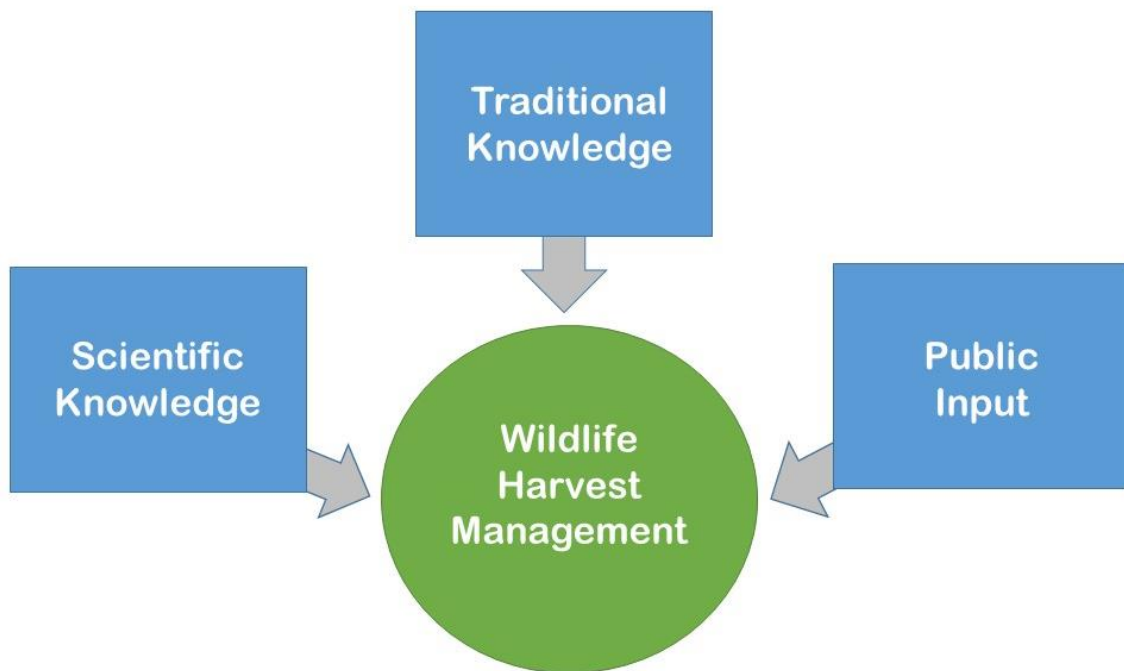 Traditional
Knowledge
Scientific
Knowledge
Public
Input
Wildlife
Harvest
Management